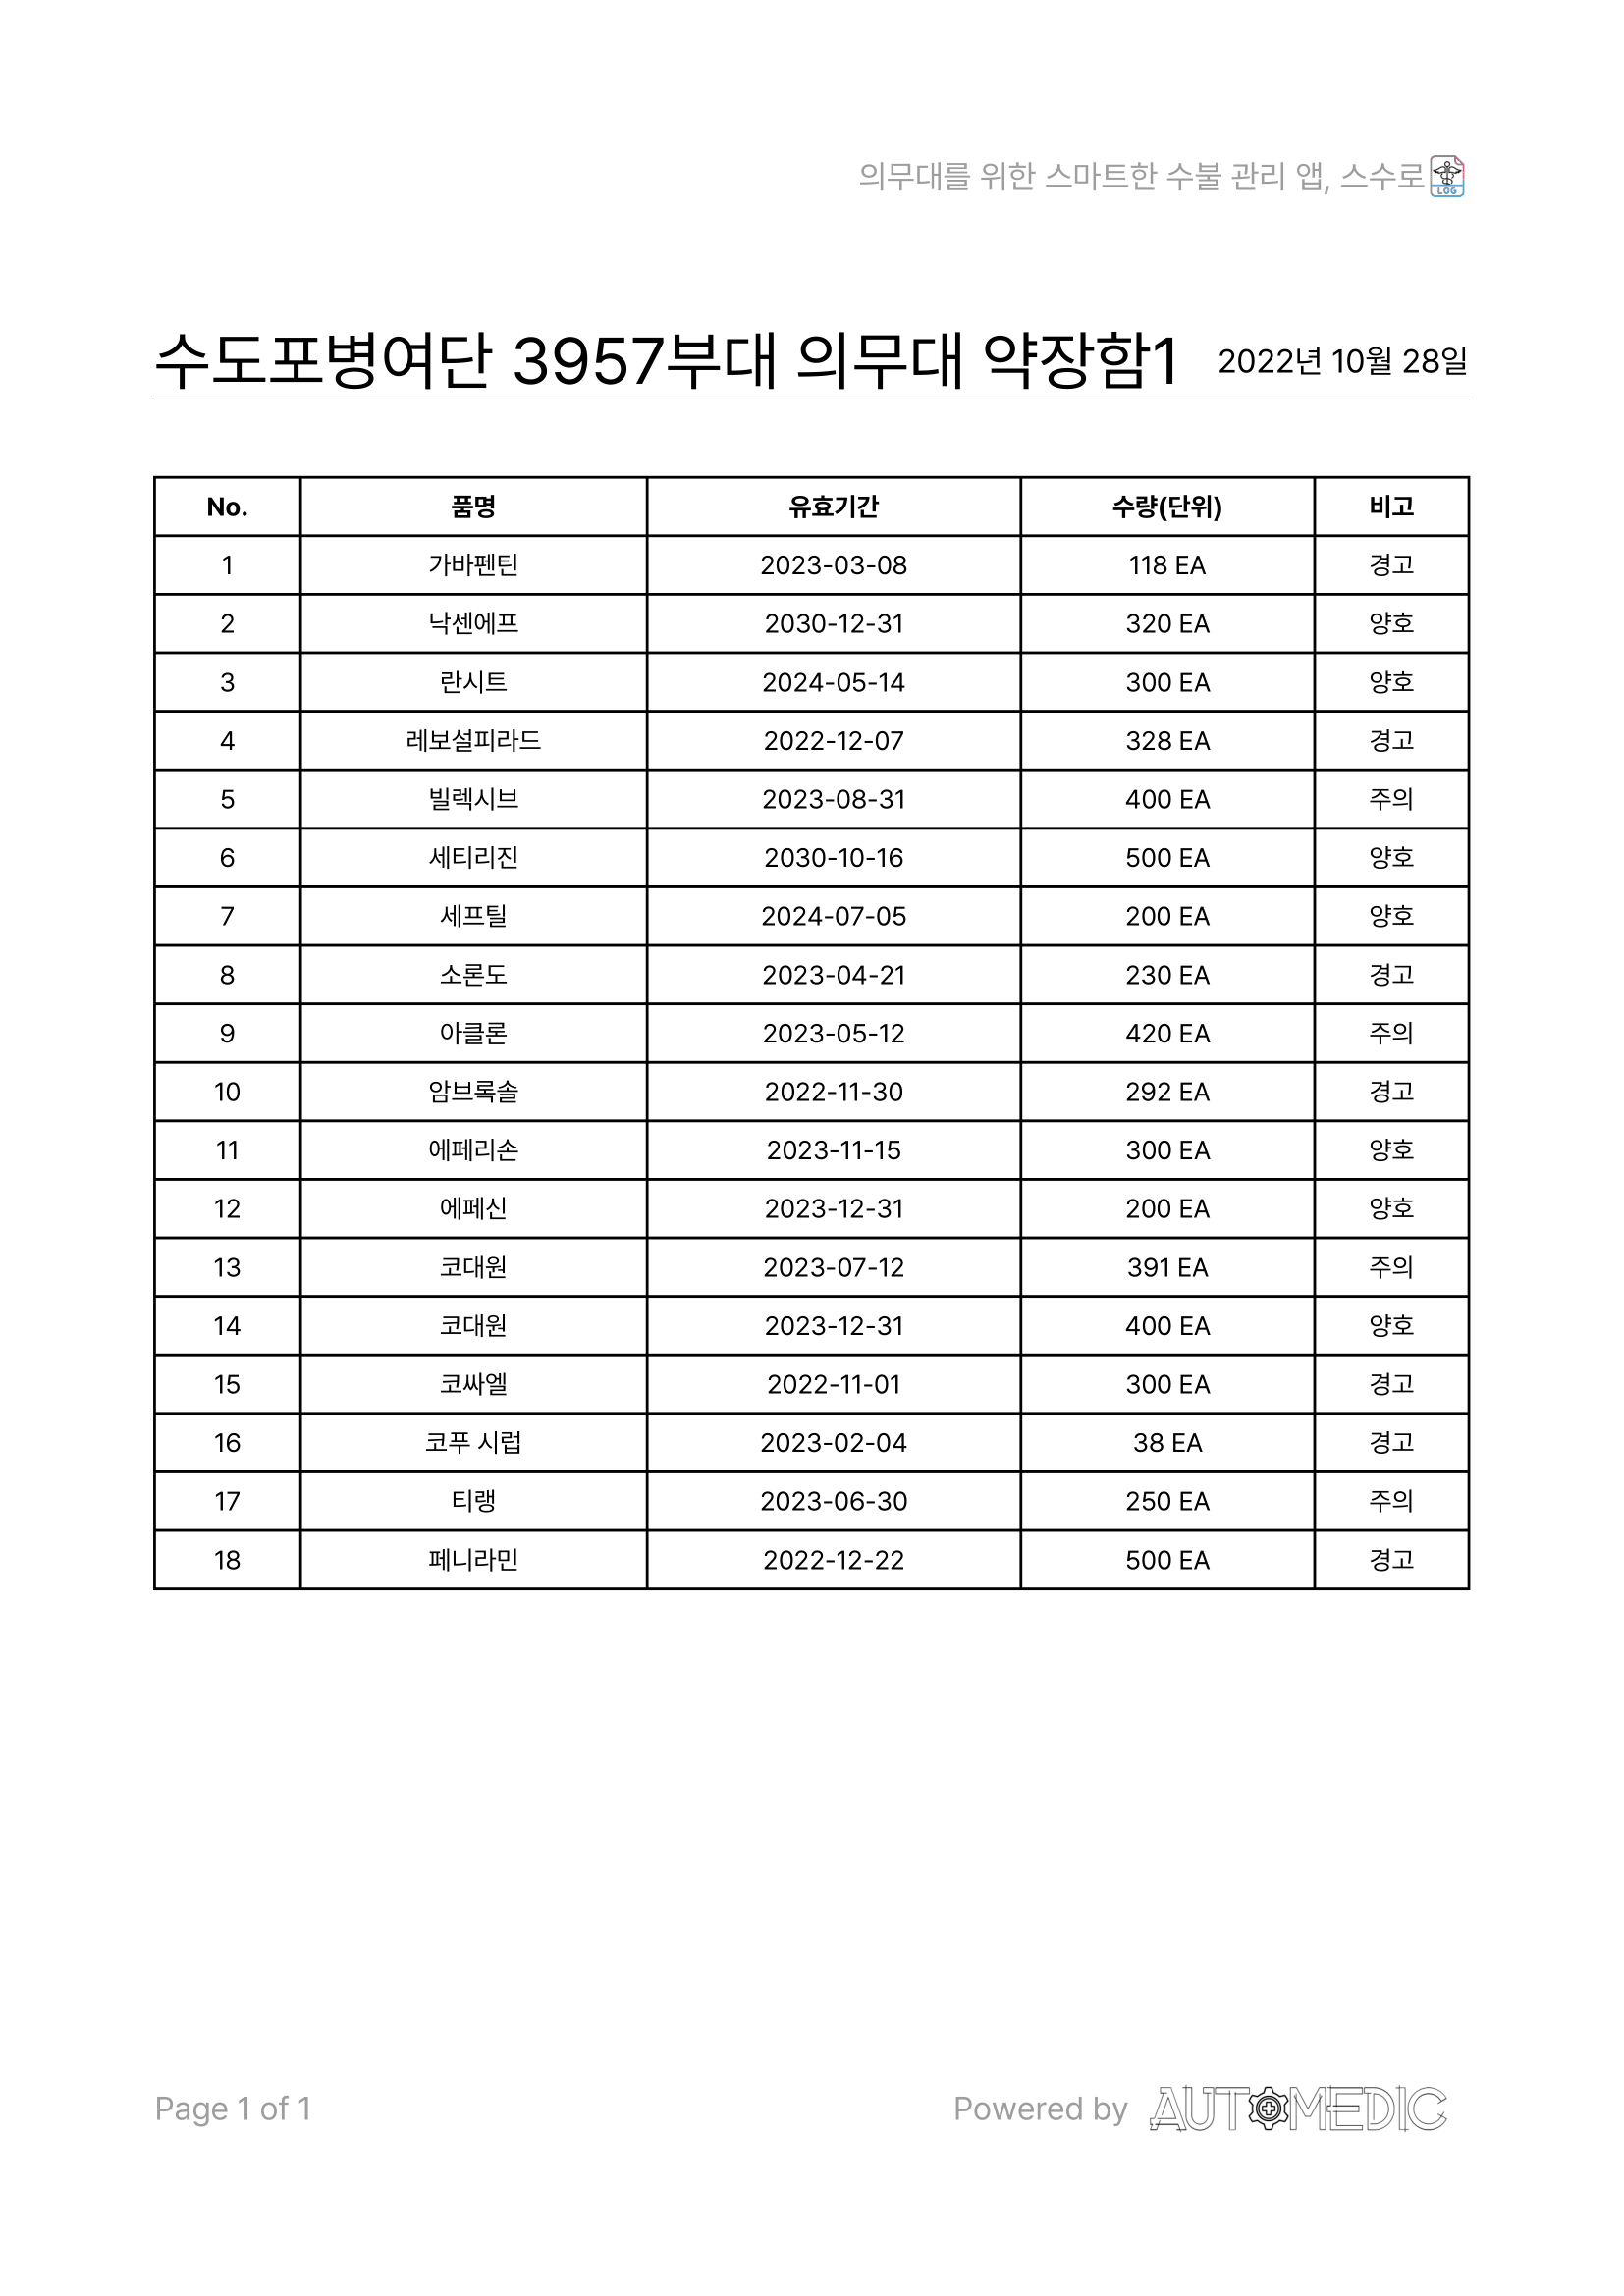 의무대를 위한 스마트한 수불 관리 앱, 스수로 LOG
수도포병여단 3957부대 의무대 약장함1 2022년 10월 28일
No. 품명 유효기간 수량(단위) 비고
1 가바펜틴 2023-03-08 118 EA 경고
2 낙센에프 2030-12-31 320 EA 양호
3 란시트 2024-05-14 300 EA 양호
4 레보설피라드 2022-12-07 328 EA 경고
5 빌렉시브 2023-08-31 400 EA 주의
6 세티리진 2030-10-16 500 EA 양호
7 세프틸 2024-07-05 200 EA 양호
8 소론도 2023-04-21 230 EA 경고
9 아클론 2023-05-12 420 EA 주의
10 암브록솔 2022-11-30 292 EA 경고
11 에페리손 2023-11-15 300 EA 양호
12 에페신 2023-12-31 200 EA 양호
13 코대원 2023-07-12 391 EA 주의
14 코대원 2023-12-31 400 EA 양호
15 코싸엘 2022-11-01 300 EA 경고
16 코푸 시럽 2023-02-04 38 EA 경고
17 티랭 2023-06-30 250 EA 주의
18 페니라민 2022-12-22 500 EA 경고
Page 1 of 1 Powered by AUTOMEDIC